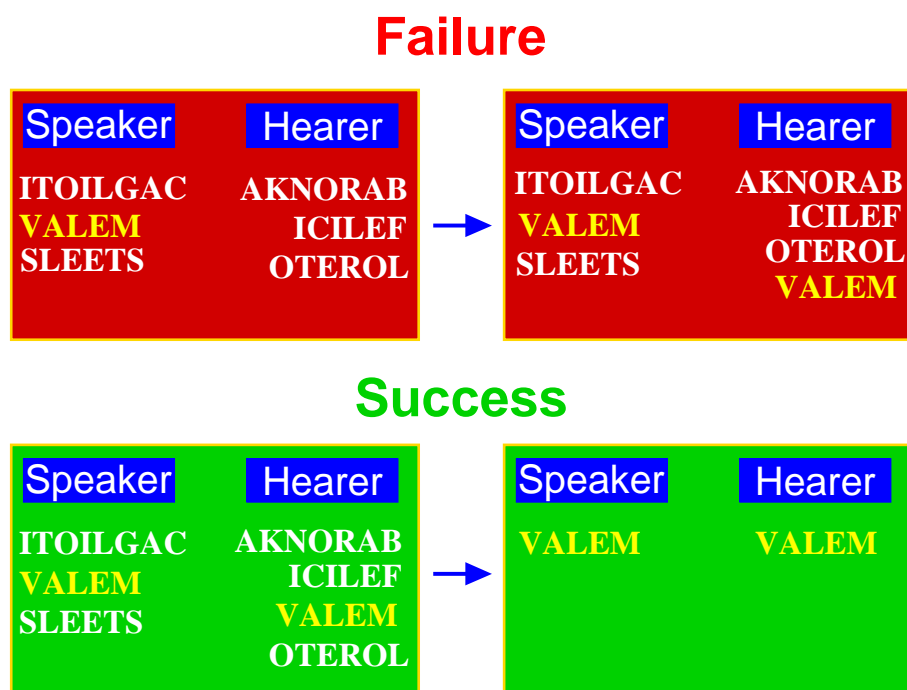 Failure
Speaker Hearer
ITOILGAC AKNORAB
VALEM ICILEF
SLEETS OTEROL
Speaker Hearer
ITOILGAC AKNORAB
VALEM ICILEF
SLEETS OTEROL
VALEM
Success
Speaker Hearer
ITOILGAC AKNORAB
VALEM ICILEF
SLEETS VALEM
OTEROL
Speaker Hearer
VALEM VALEM